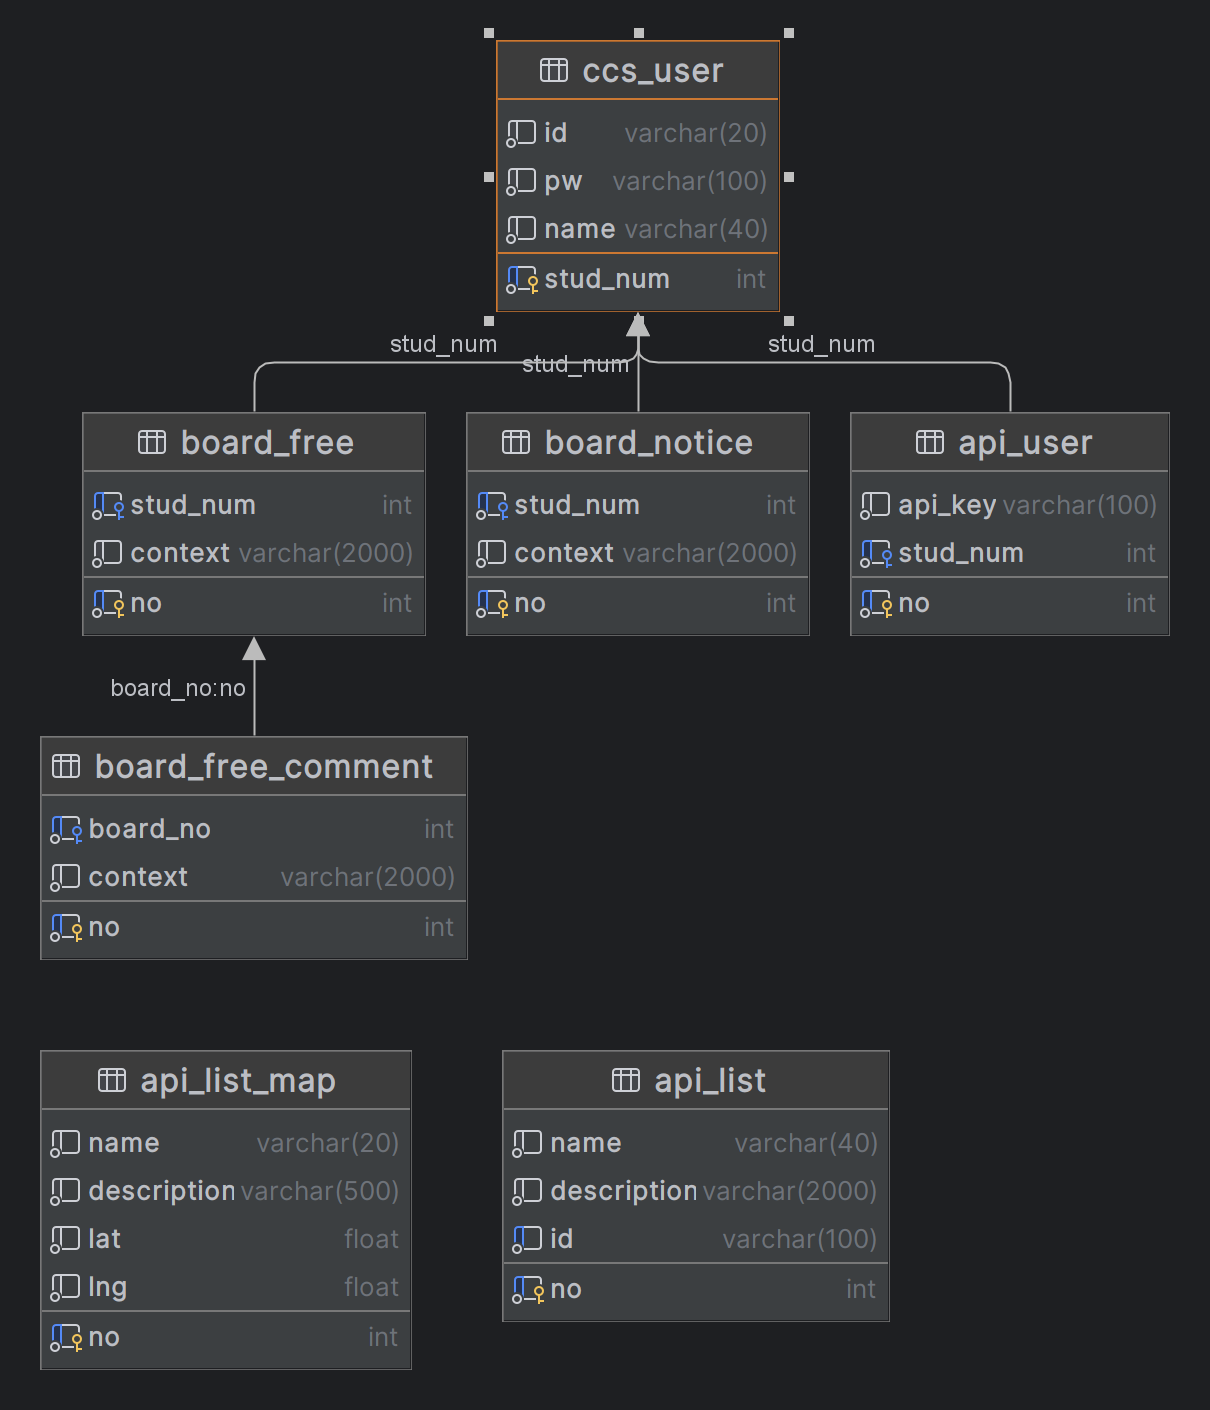 ccs_user
id varchar(20)
pw varchar(100)
name varchar(40)
stud_num int
stud_num
stud_num
stud_num
board_free
stud_num int
context varchar(2000)
no int
board_notice
stud_num int
context varchar(2000)
no int
api_user
api_key varchar(100)
stud_num int
no int
board_no:no
board_free_comment
board_no int
context varchar(2000)
no int
api_list_map
name varchar(20)
description varchar(500)
lat float
lng float
no int
api_list
name varchar(40)
description varchar(2000)
id varchar(100)
no int